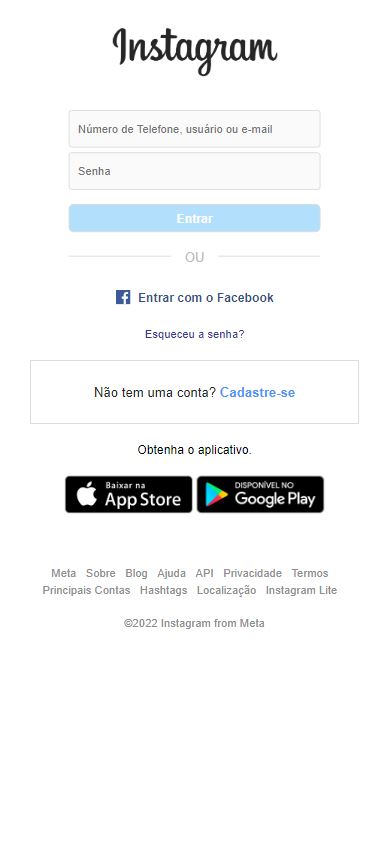 Instagram
Número de Telefone, usuário ou e-mail
Senha
Entrar
OU
Entrar com o Facebook
Esqueceu a senha?
Não tem uma conta? Cadastre-se
Obtenha o aplicativo.
Baixar na
App Store
DISPONÍVEL NO
Google Play
Meta Sobre Blog Ajuda API Privacidade Termos
Principais Contas Hashtags Localização Instagram Lite
©2022 Instagram from Meta